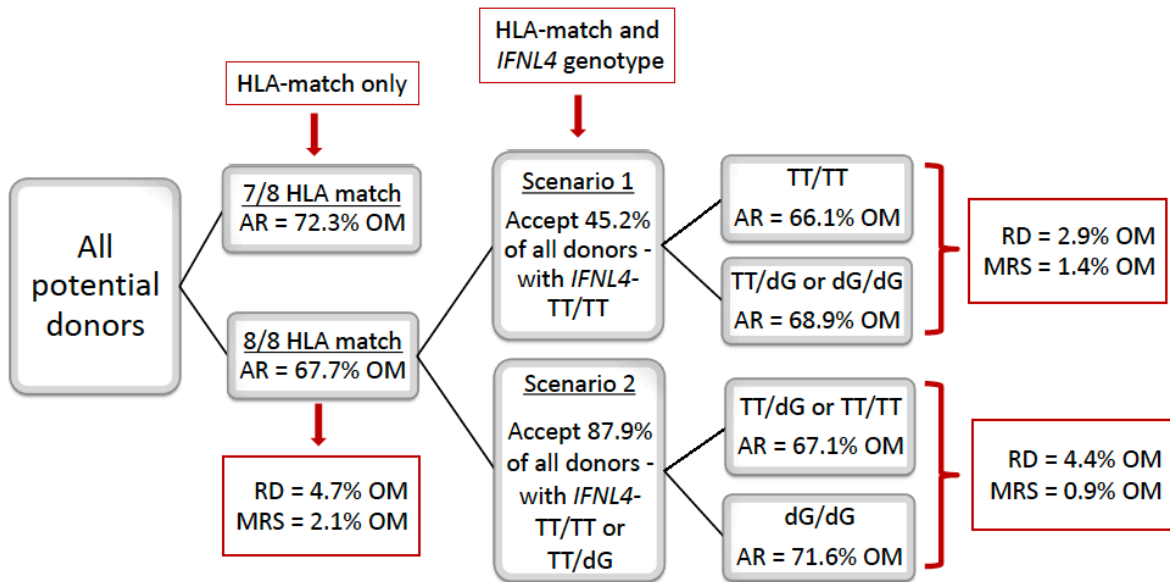 All
potential
donors
HLA-match only
7/8 HLA match
AR = 72.3% OM
8/8 HLA match
AR = 67.7% OM
RD = 4.7% OM
MRS = 2.1% OM
HLA-match and
IFNL4 genotype
Scenario 1
Accept 45.2%
of all donors -
with IFNL4-
TT/TT
TT/TT
AR = 66.1% OM
TT/dG or dG/dG
AR = 68.9% OM
RD = 2.9% OM
MRS = 1.4% OM
Scenario 2
Accept 87.9%
of all donors -
with IFNL4-
TT/TT or
TT/dG
TT/dG or TT/TT
AR = 67.1% OM
dG/dG
AR = 71.6% OM
RD = 4.4% OM
MRS = 0.9% OM